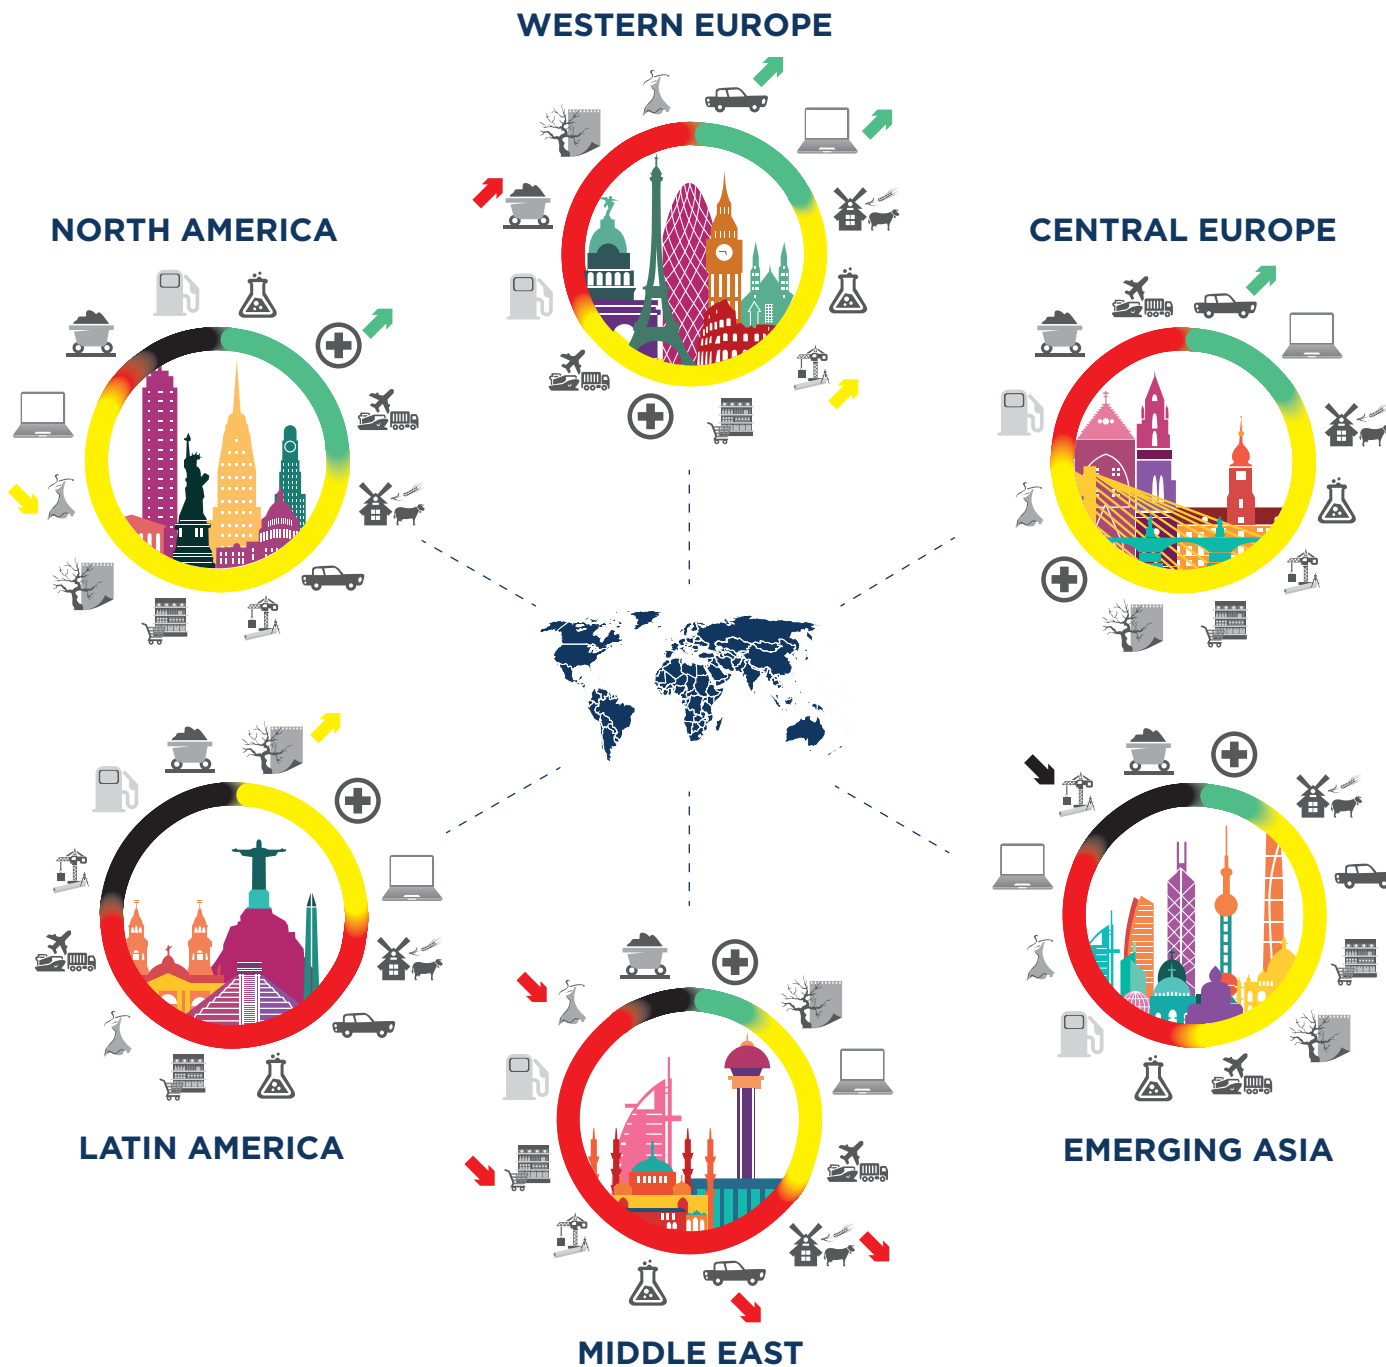 WESTERN EUROPE
NORTH AMERICA
CENTRAL EUROPE
LATIN AMERICA
EMERGING ASIA
MIDDLE EAST